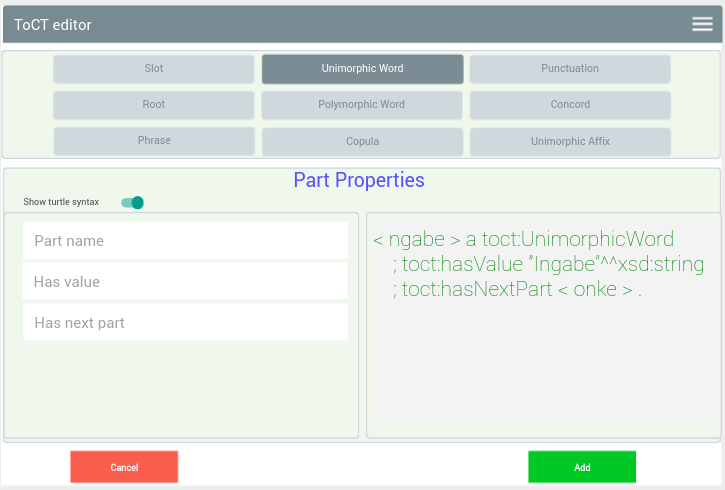 ToCT editor
Slot
Unimorphic Word
Punctuation
Root
Polymorphic Word
Concord
Phrase
Copula
Unimorphic Affix
Part Properties
Show turtle syntax
Part name
Has value
Has next part
< ngabe > a toct:UnimorphicWord
; toct:hasValue "Ingabe"^^xsd:string
; toct:hasNextPart < onke > .
Cancel
Add